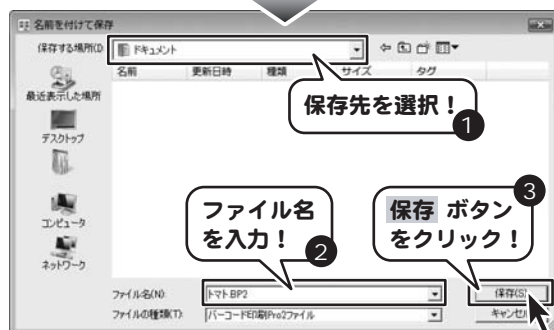 名前を付けて保存
保存する場所(I):
ドキュメント
名前 更新日時 種類 サイズ タグ
最近表示した場所
デスクトップ
コンピュータ
ネットワーク
保存先を選択！
1
ファイル名
を入力！
2
保存 ボタン
をクリック！
3
ファイル名(N): トマト.BP2 保存(S)
ファイルの種類(T): バーコードED印刷Pro2ファイル キャンセル